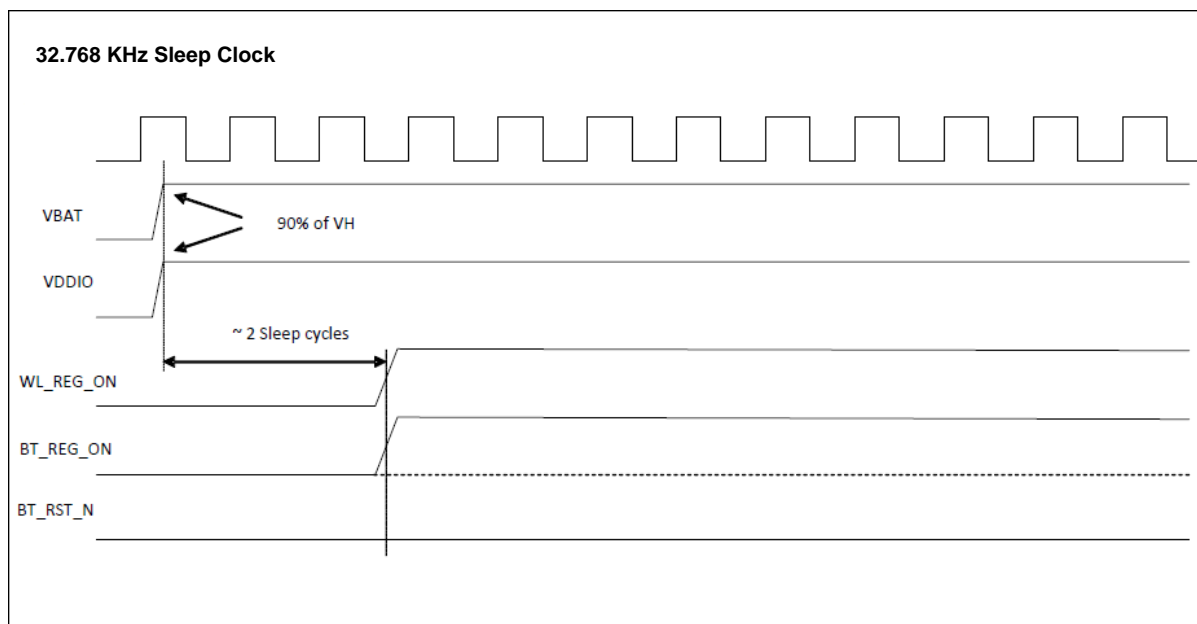 32.768 KHz Sleep Clock
VBAT
90% of VH
VDDIO
~ 2 Sleep cycles
WL_REG_ON
BT_REG_ON
BT_RST_N